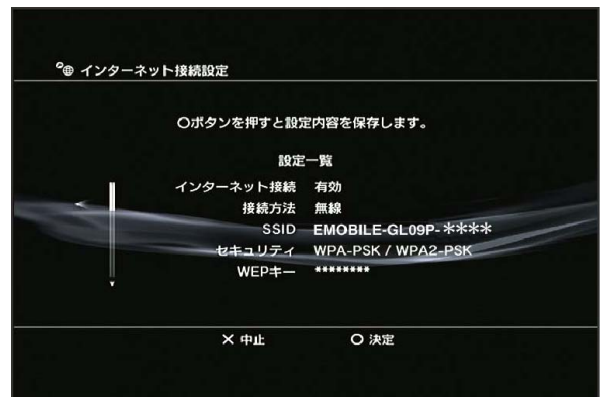 インターネット接続設定
○ボタンを押すと設定内容を保存します。
設定一覧
インターネット接続 有効
接続方法 無線
SSID EMOBILE-GL09P-****
セキュリティ WPA-PSK / WPA2-PSK
WEPキー ********
✕ 中止 ○ 決定